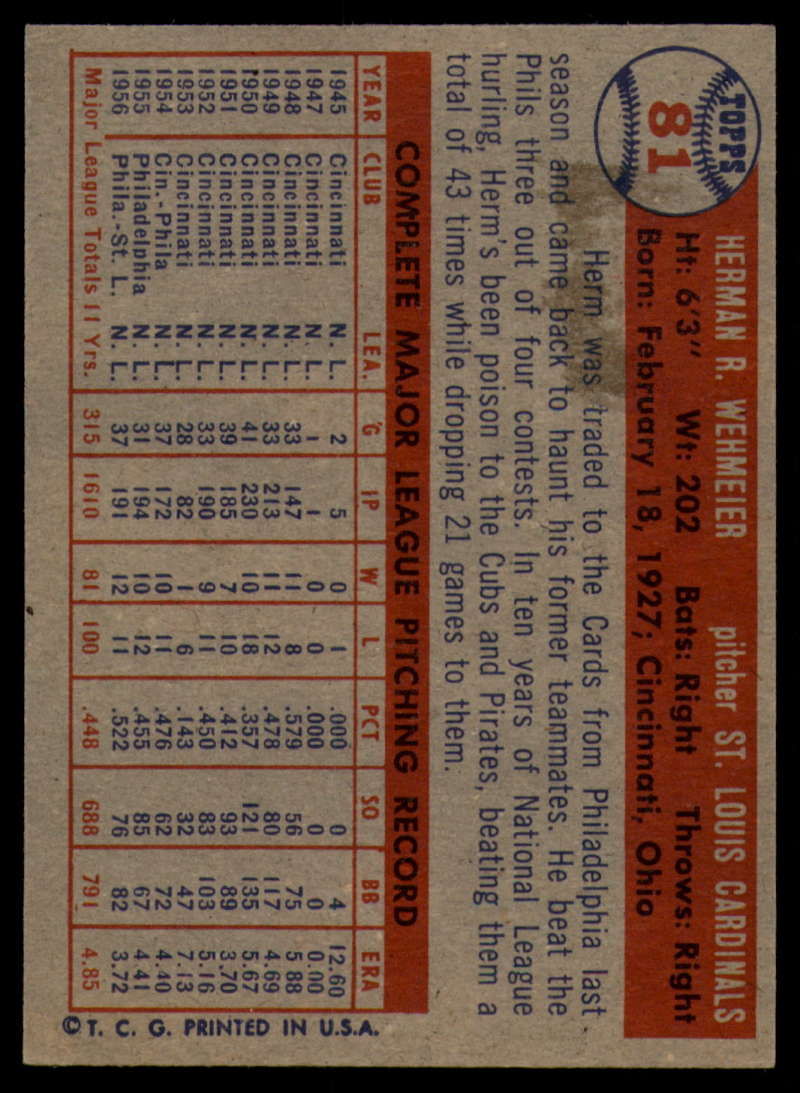 TOPPS
81
HERMAN R. WEHMEIER pitcher ST. LOUIS CARDINALS
Ht: 6'3" Wt: 202 Bats: Right Throws: Right
Born: February 18, 1927; Cincinnati, Ohio
Herm was traded to the Cards from Philadelphia last
season and came back to haunt his former teammates. He beat the
Phils three out of four contests. In ten years of National League
hurling, Herm's been poison to the Cubs and Pirates, beating them a
total of 43 times while dropping 21 games to them.
COMPLETE MAJOR LEAGUE PITCHING RECORD
YEAR CLUB LEA. G IP W L PCT SO BB ERA
1945 Cincinnati N. L. 2 5 0 1 .000 0 4 12.60
1947 Cincinnati N. L. 1 1 0 0 .000 0 0 0.00
1948 Cincinnati N. L. 33 147 11 8 .579 56 75 5.88
1949 Cincinnati N. L. 33 213 11 12 .478 80 117 4.69
1950 Cincinnati N. L. 41 230 10 18 .357 121 135 5.67
1951 Cincinnati N. L. 39 185 7 10 .412 93 89 3.70
1952 Cincinnati N. L. 33 190 9 11 .450 83 103 5.16
1953 Cincinnati N. L. 28 82 1 6 .143 32 47 7.13
1954 Cin.-Phila N. L. 37 172 10 11 .476 62 72 4.40
1955 Philadelphia N. L. 31 194 10 12 .455 85 67 4.41
1956 Phila.-St. L. N. L. 37 191 12 11 .522 76 82 3.72
Major League Totals 11 Yrs. 315 1610 81 100 .448 688 791 4.85
© T. C. G. PRINTED IN U.S.A.